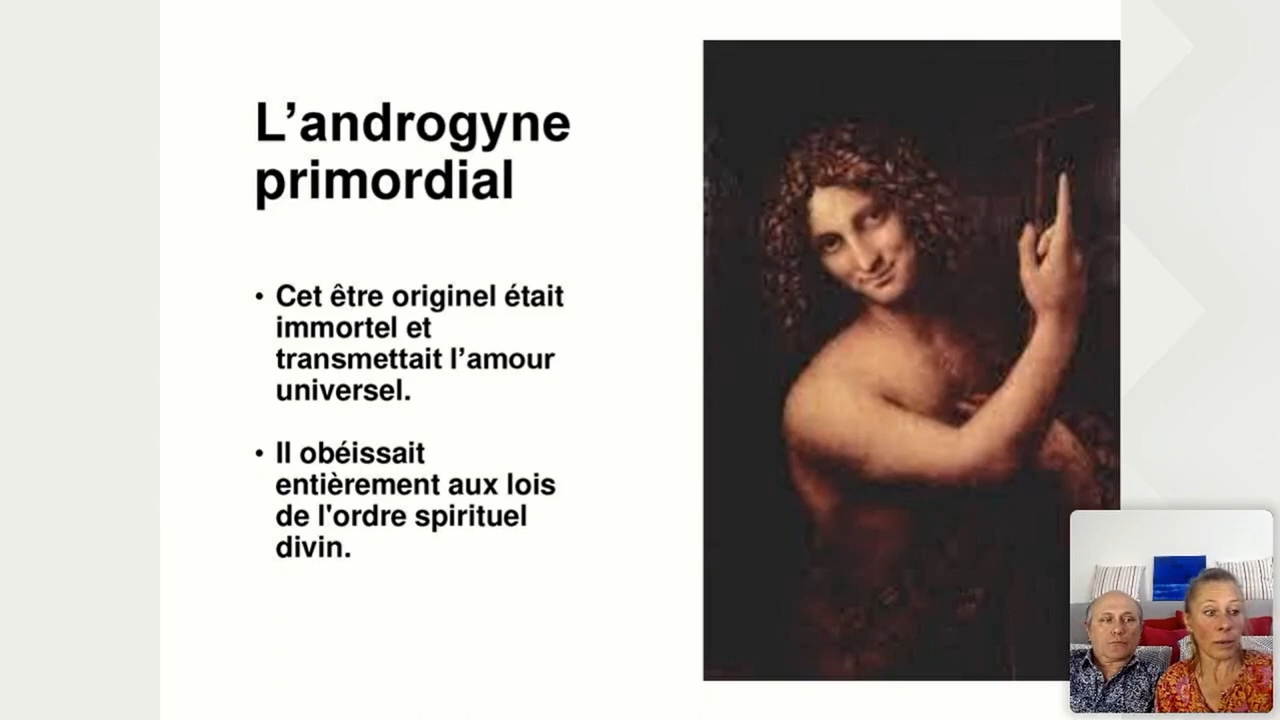 L’androgyne
primordial
• Cet être originel était
immortel et
transmettait l’amour
universel.
• Il obéissait
entièrement aux lois
de l'ordre spirituel
divin.